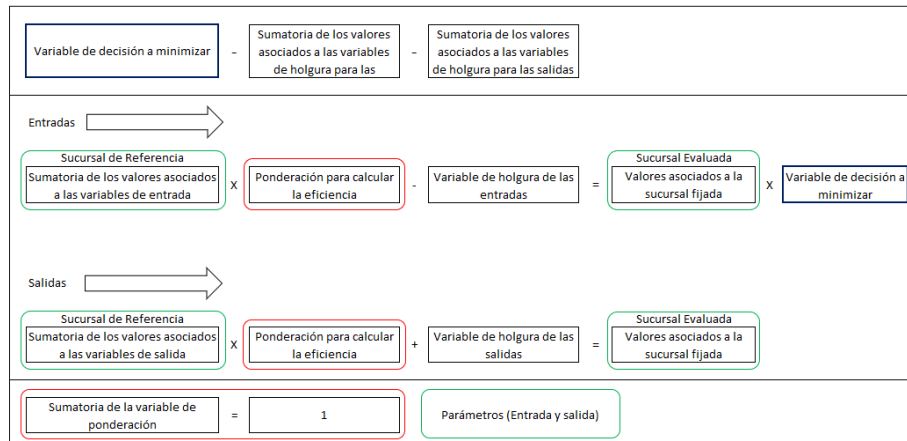 Variable de decisión a minimizar - Sumatoria de los valores - Sumatoria de los valores
asociados a las variables asociados a las variables
de holgura para las de holgura para las salidas
Entradas
Sucursal de Referencia Sucursal Evaluada
Sumatoria de los valores asociados X Ponderación para calcular - Variable de holgura de las = Valores asociados a la X Variable de decisión a
a las variables de entrada la eficiencia entradas sucursal fijada minimizar
Salidas
Sucursal de Referencia Sucursal Evaluada
Sumatoria de los valores asociados X Ponderación para calcular + Variable de holgura de las = Valores asociados a la
a las variables de salida la eficiencia salidas sucursal fijada
Sumatoria de la variable de = 1 Parámetros (Entrada y salida)
ponderación